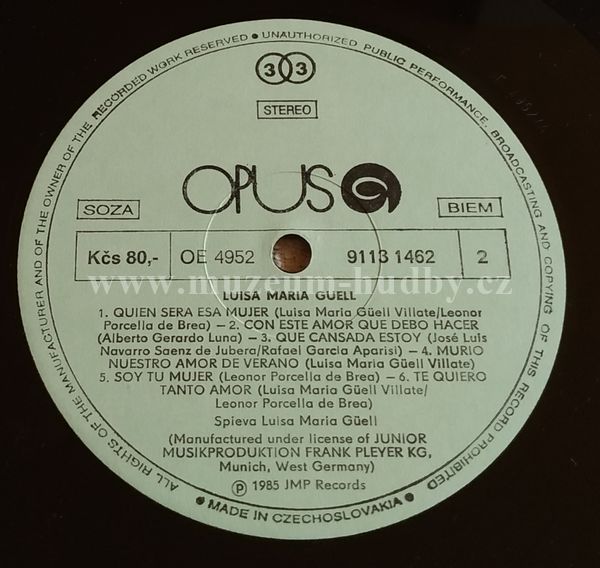 ALL RIGHTS OF THE MANUFACTURER AND OF THE OWNER OF THE RECORDED WORK RESERVED • UNAUTHORIZED PUBLIC PERFORMANCE, BROADCASTING AND COPYING OF THIS RECORD PROHIBITED
33
STEREO
OPUS
SOZA
BIEM
Kčs 80,- OE 4952 9113 1462 2
www.muzeum-hudby.cz
LUISA MARIA GUELL
1. QUIEN SERA ESA MUJER (Luisa Maria Güell Villate/Leonor
Porcella de Brea) — 2. CON ESTE AMOR QUE DEBO HACER
(Alberto Gerardo Luna) — 3. QUE CANSADA ESTOY (José Luis
Navarro Saenz de Jubera/Rafael Garcia Aparisi) — 4. MURIO
NUESTRO AMOR DE VERANO (Luisa Maria Güell Villate)
5. SOY TU MUJER (Leonor Porcella de Brea) — 6. TE QUIERO
TANTO AMOR (Luisa Maria Güell Villate/
Leonor Porcella de Brea)
Spieva Luisa Maria Güell
(Manufactured under license of JUNIOR
MUSIKPRODUKTION FRANK PLEYER KG,
Munich, West Germany)
Ⓟ 1985 JMP Records
• MADE IN CZECHOSLOVAKIA •